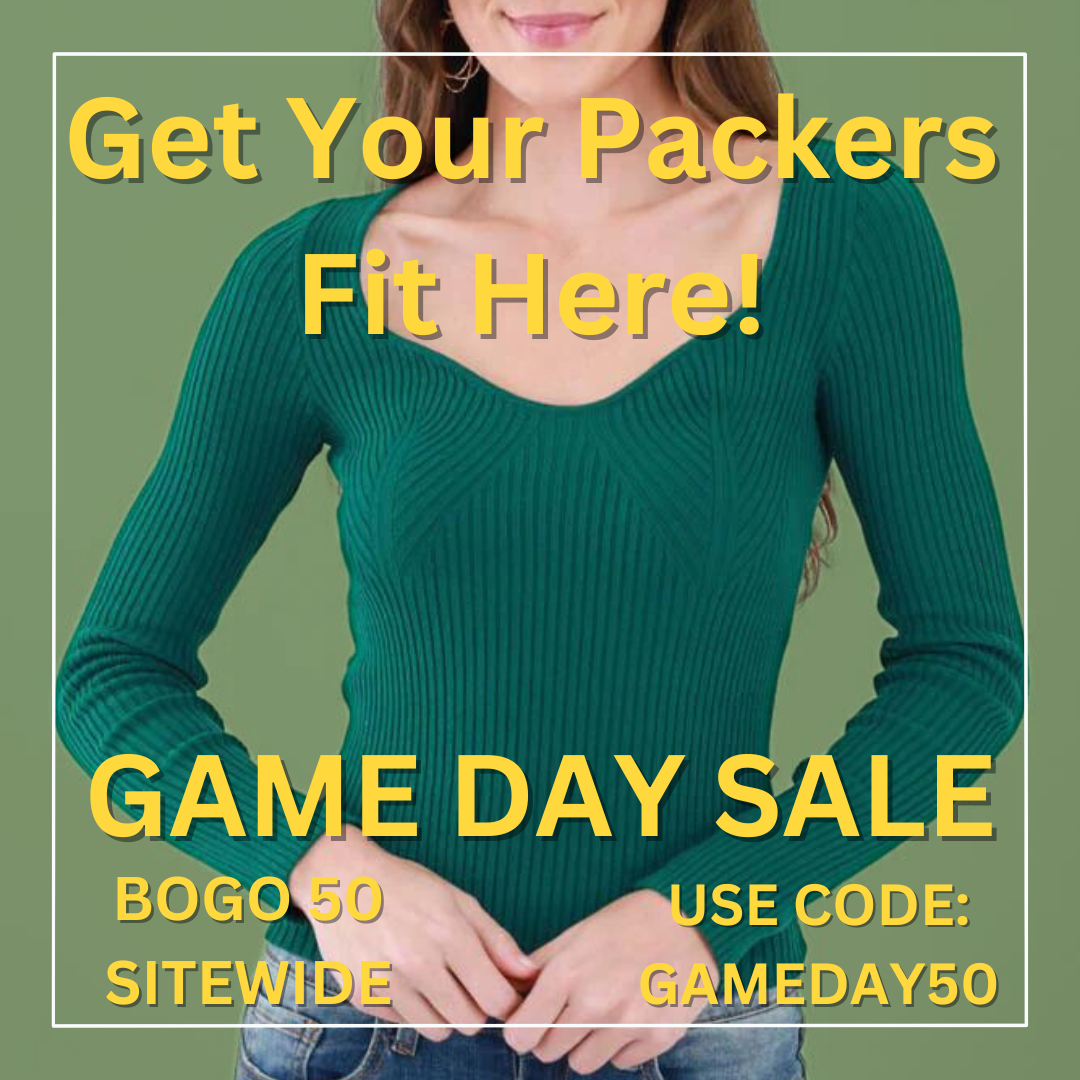 Get Your Packers
Fit Here!
GAME DAY SALE
BOGO 50
SITEWIDE
USE CODE:
GAMEDAY50